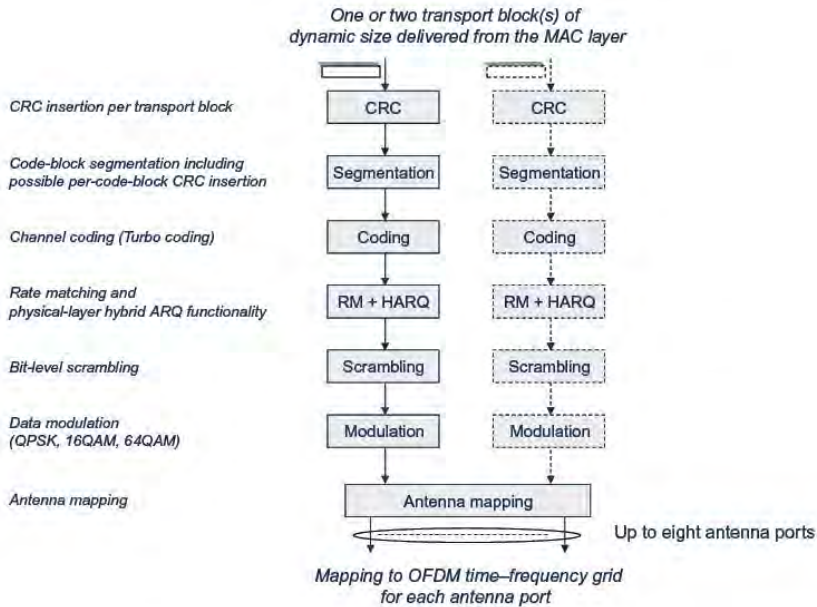 One or two transport block(s) of
dynamic size delivered from the MAC layer
CRC insertion per transport block
CRC
CRC
Code-block segmentation including
possible per-code-block CRC insertion
Segmentation
Segmentation
Channel coding (Turbo coding)
Coding
Coding
Rate matching and
physical-layer hybrid ARQ functionality
RM + HARQ
RM + HARQ
Bit-level scrambling
Scrambling
Scrambling
Data modulation
(QPSK, 16QAM, 64QAM)
Modulation
Modulation
Antenna mapping
Antenna mapping
Up to eight antenna ports
Mapping to OFDM time–frequency grid
for each antenna port